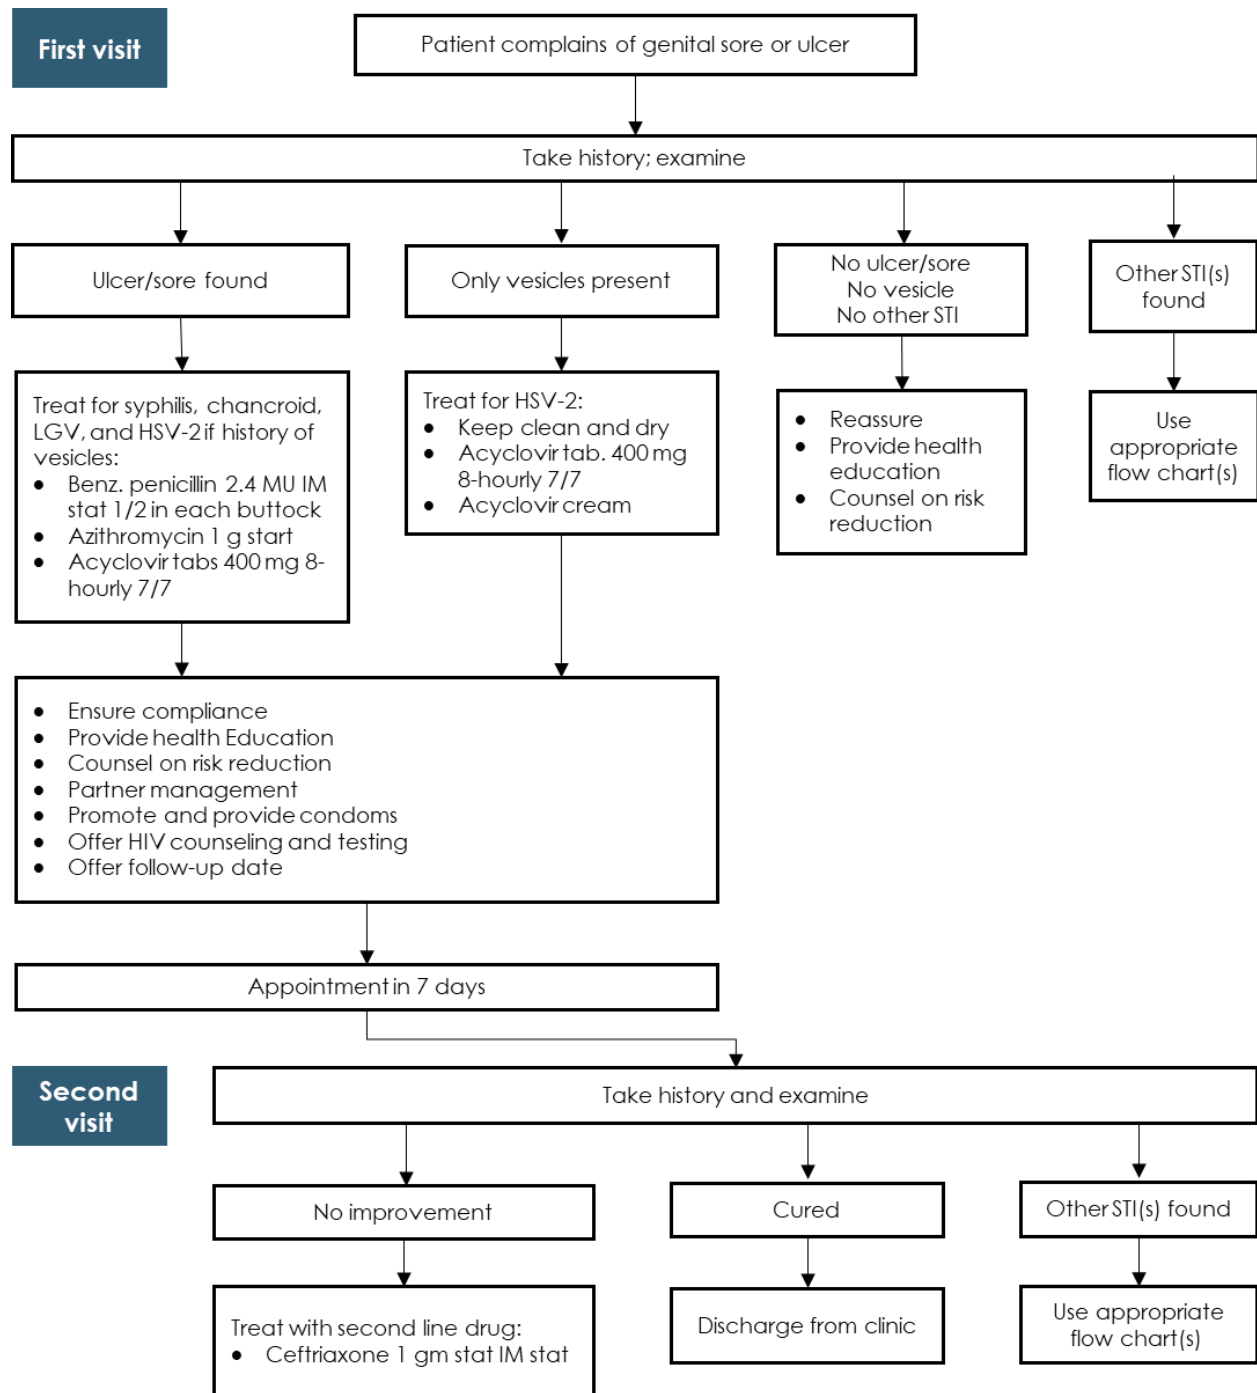 First visit
Patient complains of genital sore or ulcer
Take history; examine
Ulcer/sore found
Only vesicles present
No ulcer/sore
No vesicle
No other STI
Other STI(s)
found
Treat for syphilis, chancroid,
LGV, and HSV-2 if history of
vesicles:
• Benz. penicillin 2.4 MU IM
stat 1/2 in each buttock
• Azithromycin 1 g start
• Acyclovir tabs 400 mg 8-
hourly 7/7
Treat for HSV-2:
• Keep clean and dry
• Acyclovir tab. 400 mg
8-hourly 7/7
• Acyclovir cream
• Reassure
• Provide health
education
• Counsel on risk
reduction
Use
appropriate
flow chart(s)
• Ensure compliance
• Provide health Education
• Counsel on risk reduction
• Partner management
• Promote and provide condoms
• Offer HIV counseling and testing
• Offer follow-up date
Appointment in 7 days
Second
visit
Take history and examine
No improvement
Cured
Other STI(s) found
Treat with second line drug:
• Ceftriaxone 1 gm stat IM stat
Discharge from clinic
Use appropriate
flow chart(s)